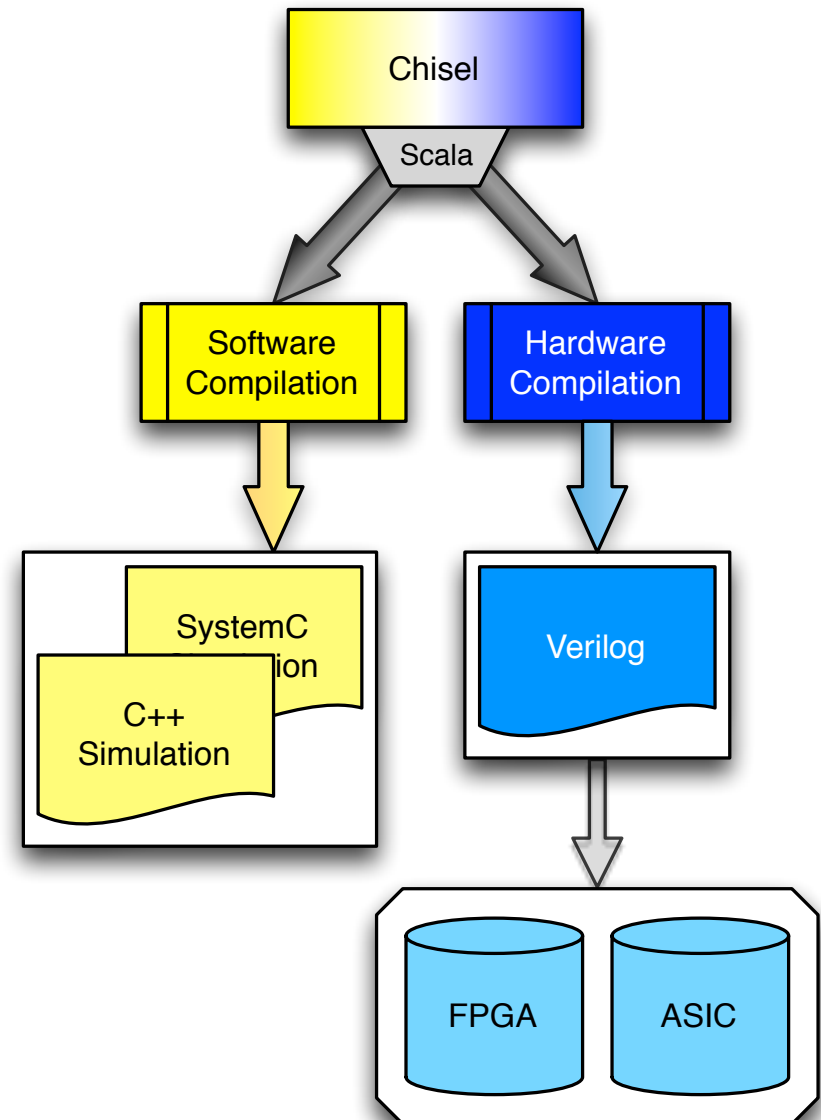 Chisel
Scala
Software
Compilation
Hardware
Compilation
SystemC
C++
Simulation
Verilog
FPGA
ASIC